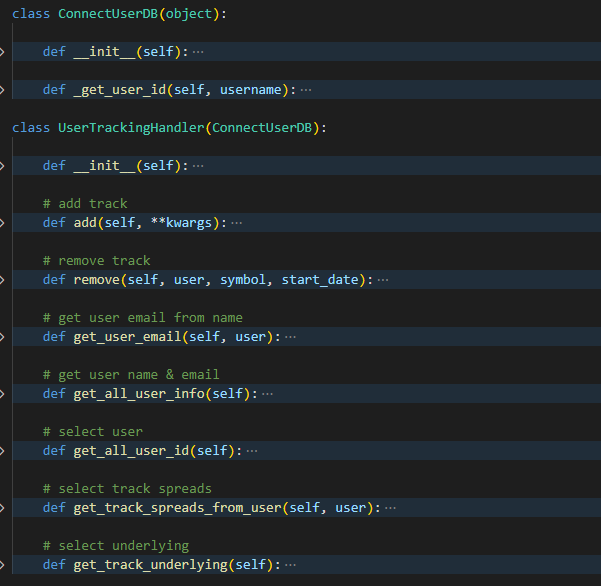 class ConnectUserDB(object):
def __init__(self): ···
def _get_user_id(self, username): ···
class UserTrackingHandler(ConnectUserDB):
def __init__(self): ···
# add track
def add(self, **kwargs): ···
# remove track
def remove(self, user, symbol, start_date): ···
# get user email from name
def get_user_email(self, user): ···
# get user name & email
def get_all_user_info(self): ···
# select user
def get_all_user_id(self): ···
# select track spreads
def get_track_spreads_from_user(self, user): ···
# select underlying
def get_track_underlying(self): ···